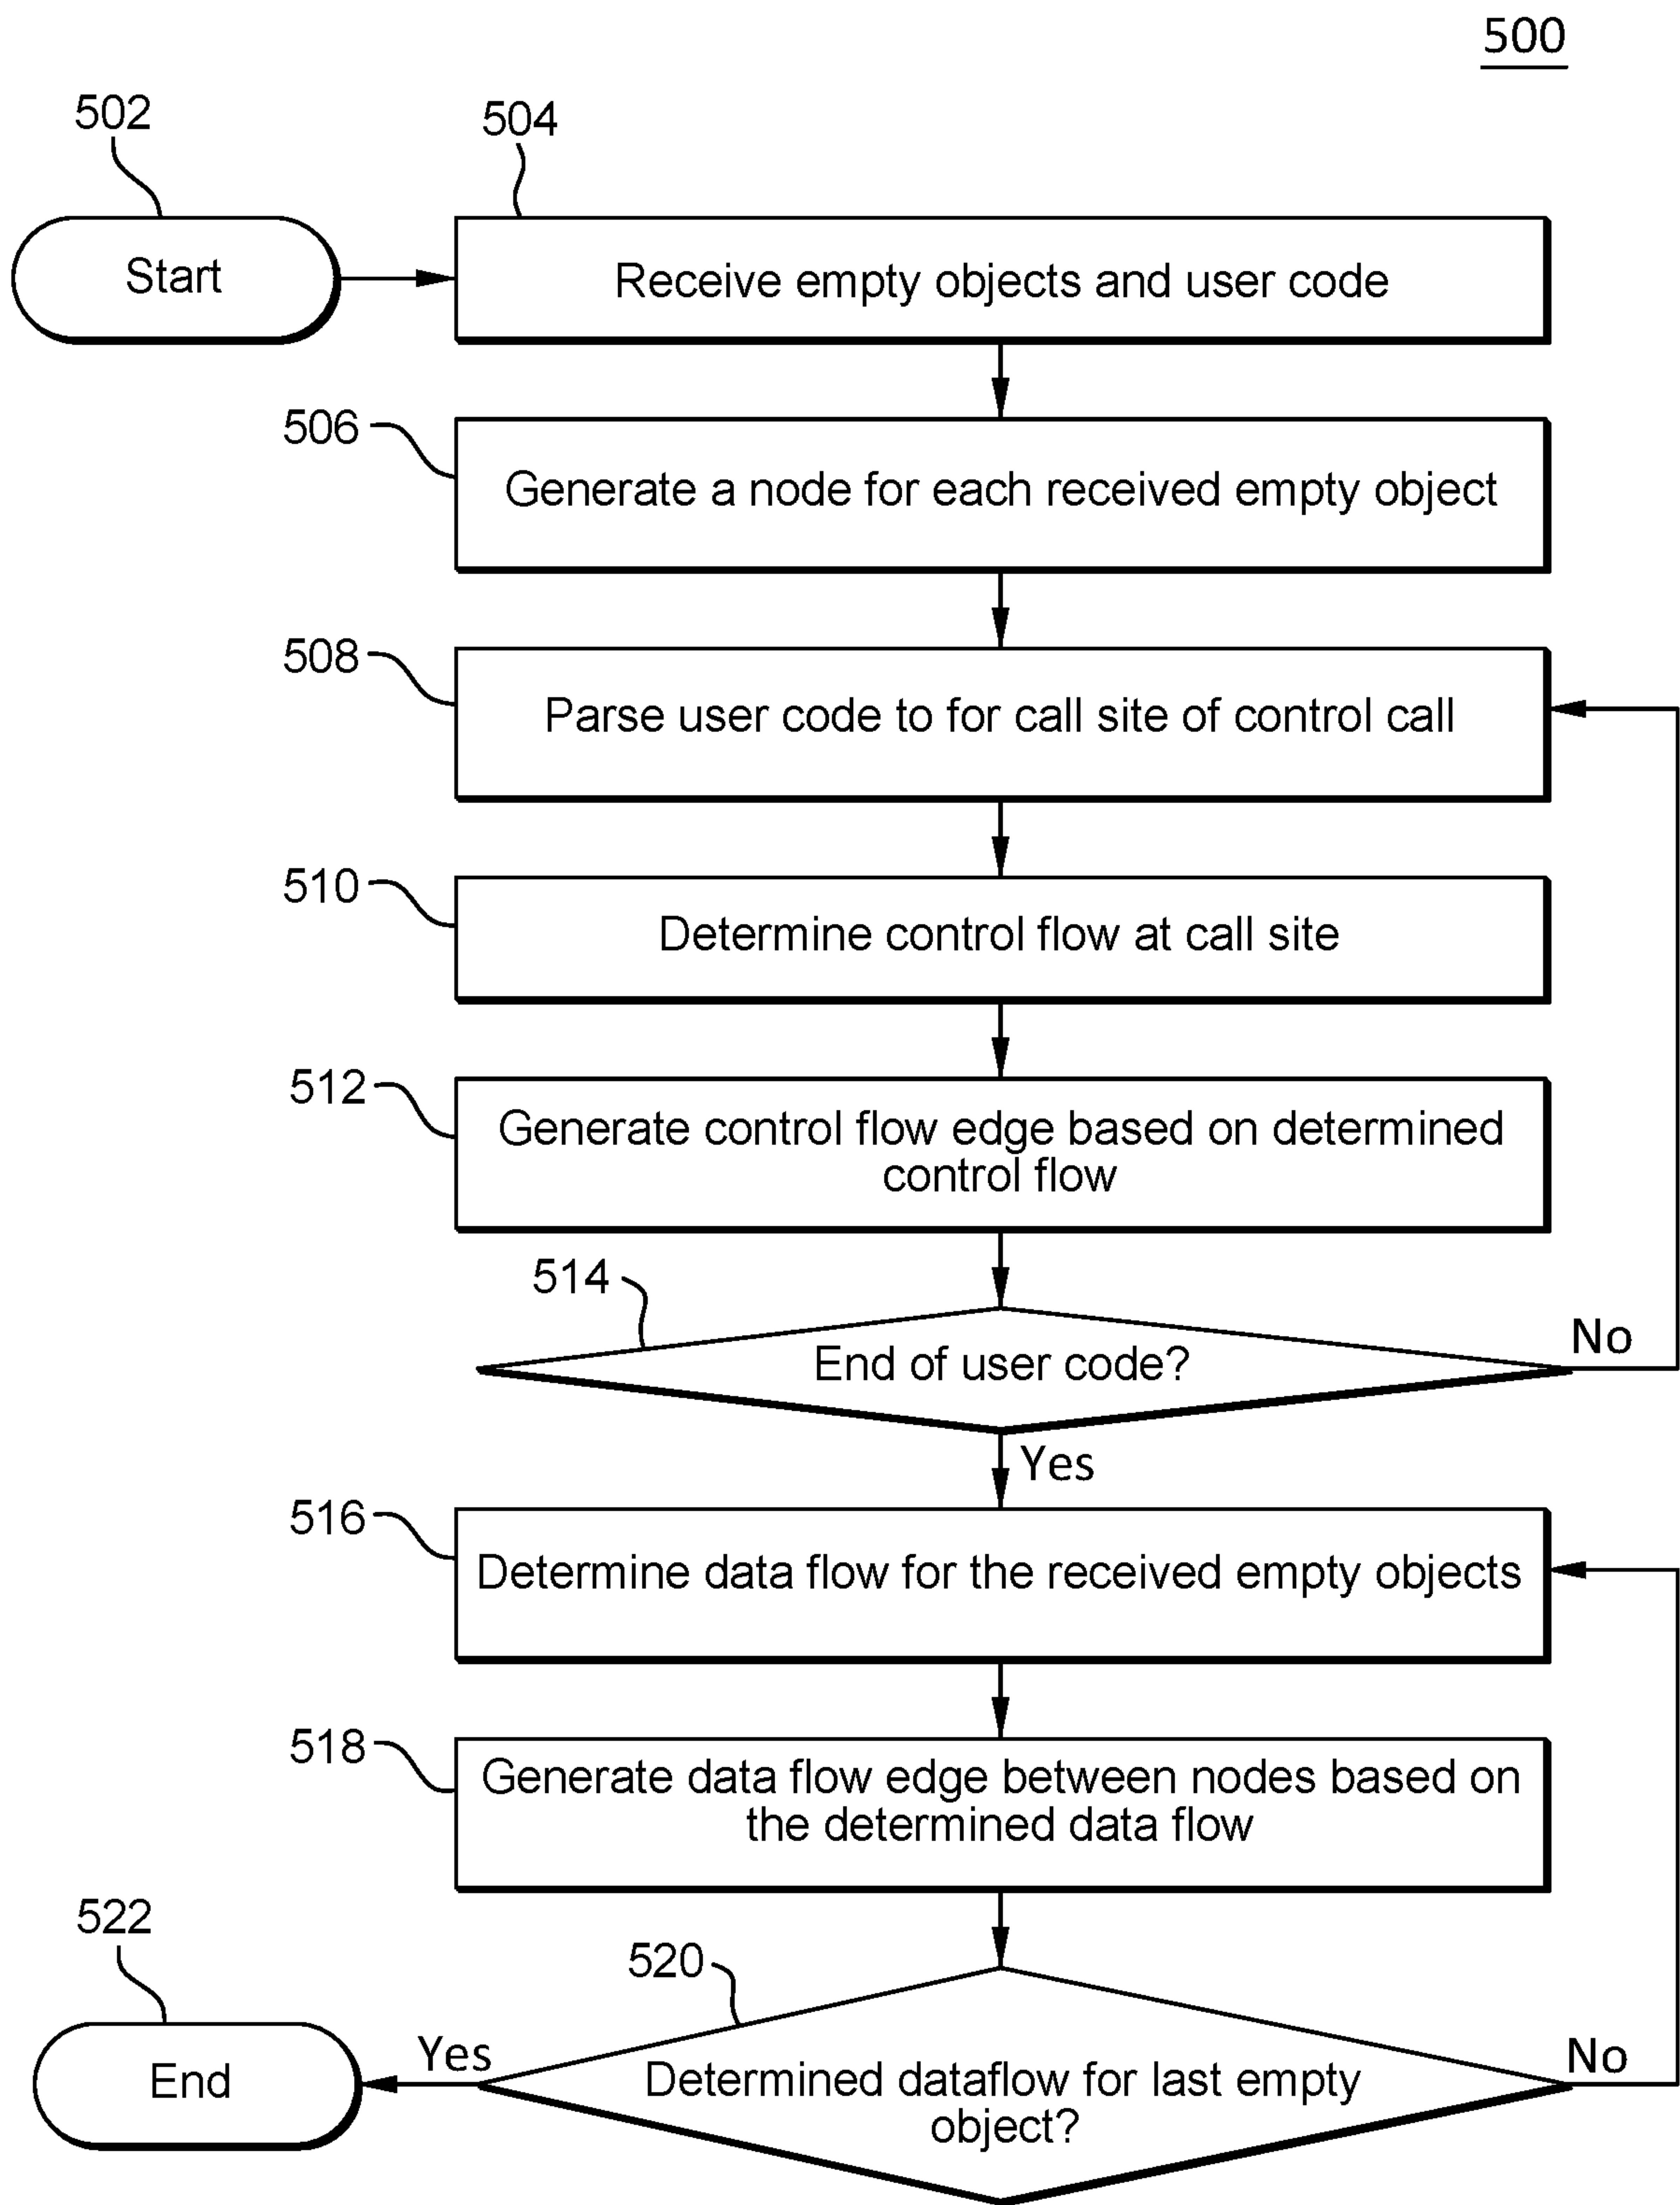 500
502
504
Start
Receive empty objects and user code
506
Generate a node for each received empty object
508
Parse user code to for call site of control call
510
Determine control flow at call site
512
Generate control flow edge based on determined
control flow
514
End of user code?
No
Yes
516
Determine data flow for the received empty objects
518
Generate data flow edge between nodes based on
the determined data flow
522
520
End
Yes
Determined dataflow for last empty
object?
No